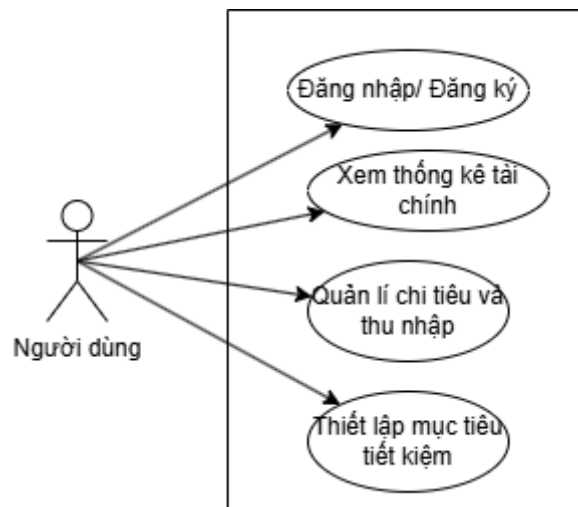 Đăng nhập/ Đăng ký
Xem thống kê tài
chính
Quản lí chi tiêu và
thu nhập
Người dùng
Thiết lập mục tiêu
tiết kiệm